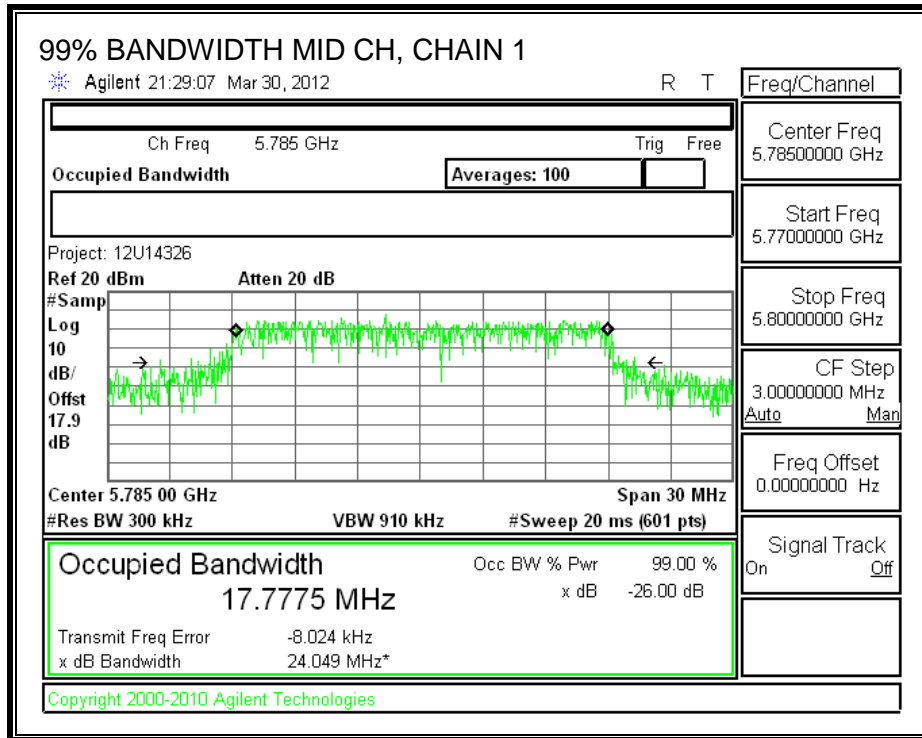 99% BANDWIDTH MID CH, CHAIN 1
Agilent 21:29:07 Mar 30, 2012 R T
Freq/Channel
Ch Freq 5.785 GHz Trig Free
Occupied Bandwidth Averages: 100
Center Freq
5.78500000 GHz
Start Freq
5.77000000 GHz
Project: 12U14326
Ref 20 dBm Atten 20 dB
#Samp
Log
10
dB/
Offst
17.9
dB
Stop Freq
5.80000000 GHz
CF Step
3.00000000 MHz
Auto Man
Center 5.785 00 GHz Span 30 MHz
#Res BW 300 kHz VBW 910 kHz #Sweep 20 ms (601 pts)
Freq Offset
0.00000000 Hz
Occupied Bandwidth Occ BW % Pwr 99.00 %
17.7775 MHz x dB -26.00 dB
Signal Track
On Off
Transmit Freq Error -8.024 kHz
x dB Bandwidth 24.049 MHz*
Copyright 2000-2010 Agilent Technologies